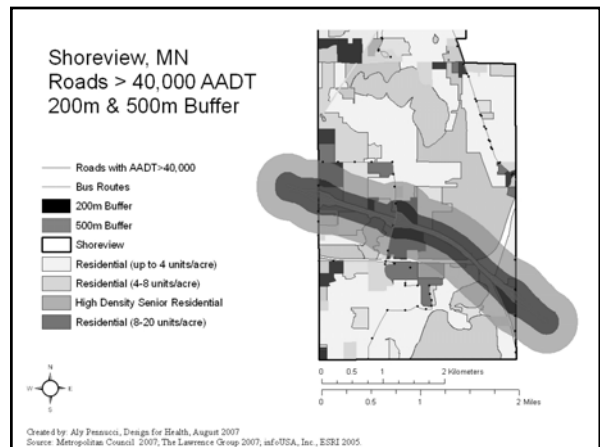 Shoreview, MN
Roads > 40,000 AADT
200m & 500m Buffer
Roads with AADT>40,000
Bus Routes
200m Buffer
500m Buffer
Shoreview
Residential (up to 4 units/acre)
Residential (4-8 units/acre)
High Density Senior Residential
Residential (8-20 units/acre)
N
W
E
S
0 0.5 1 2 Kilometers
0 0.5 1 2 Miles
Created by: Aly Pennucci, Design for Health, August 2007
Source: Metropolitan Council 2007, The Lawrence Group 2007, infoUSA, Inc., ESRI 2005.